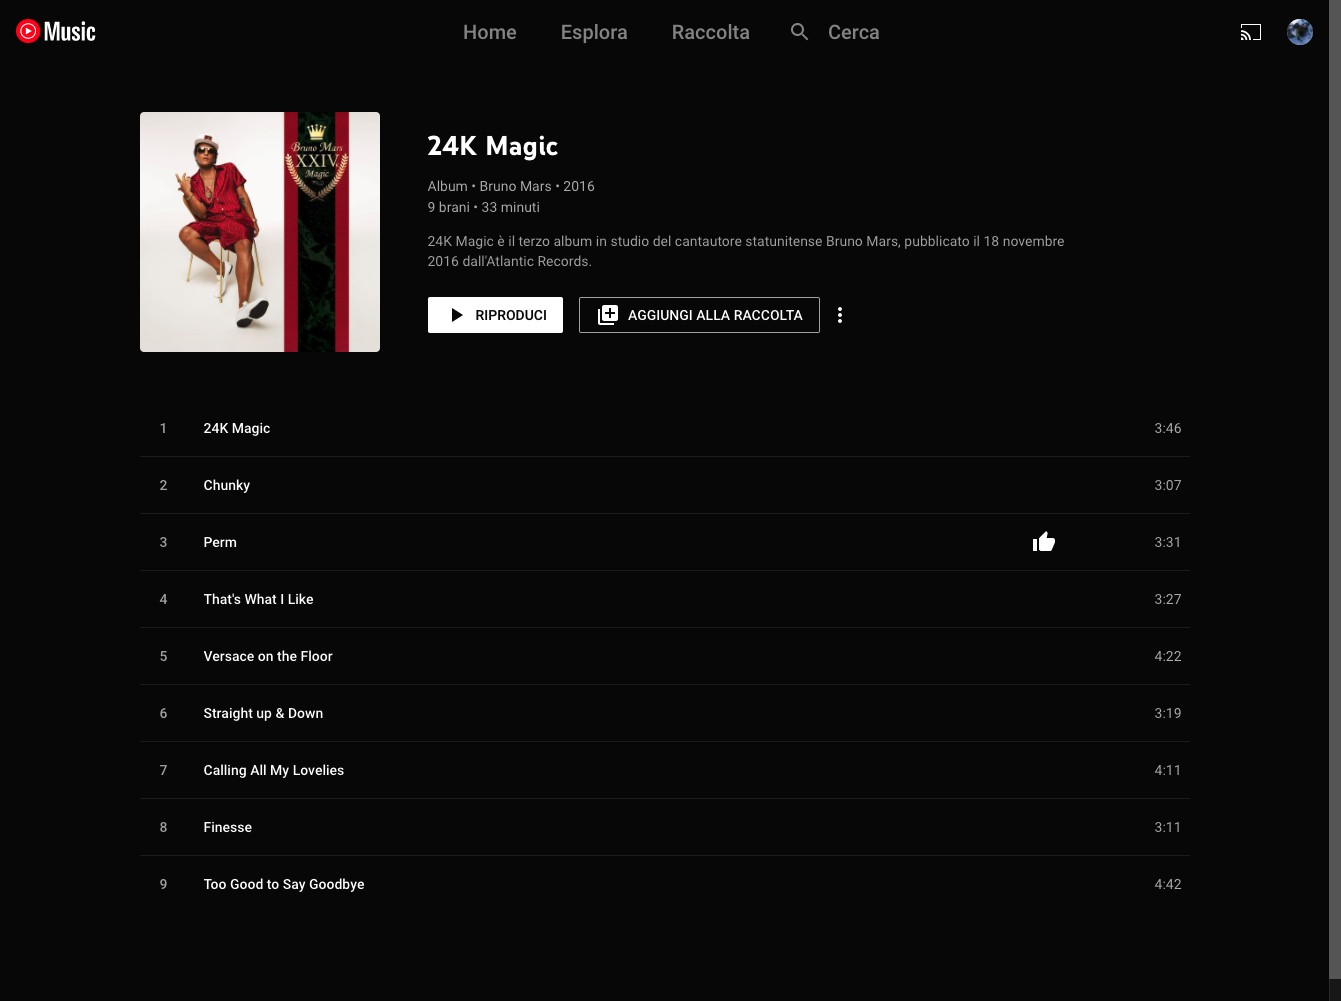 Music
Home
Esplora
Raccolta
Cerca
Bruno Mars
XXIV
Magic
24K Magic
Album • Bruno Mars • 2016
9 brani • 33 minuti
24K Magic è il terzo album in studio del cantautore statunitense Bruno Mars, pubblicato il 18 novembre
2016 dall'Atlantic Records.
RIPRODUCI
AGGIUNGI ALLA RACCOLTA
1 24K Magic 3:46
2 Chunky 3:07
3 Perm 3:31
4 That's What I Like 3:27
5 Versace on the Floor 4:22
6 Straight up & Down 3:19
7 Calling All My Lovelies 4:11
8 Finesse 3:11
9 Too Good to Say Goodbye 4:42